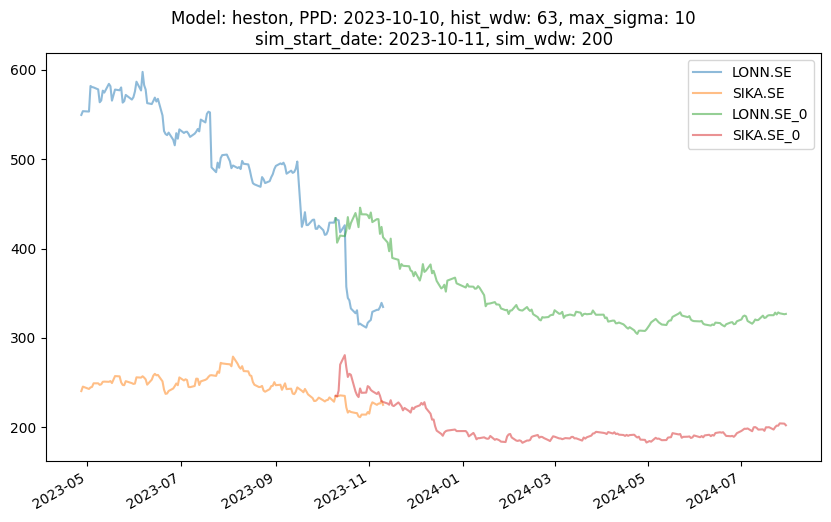 Model: heston, PPD: 2023-10-10, hist_wdw: 63, max_sigma: 10
sim_start_date: 2023-10-11, sim_wdw: 200
LONN.SE
SIKA.SE
LONN.SE_0
SIKA.SE_0
600
500
400
300
200
2023-05
2023-07
2023-09
2023-11
2024-01
2024-03
2024-05
2024-07